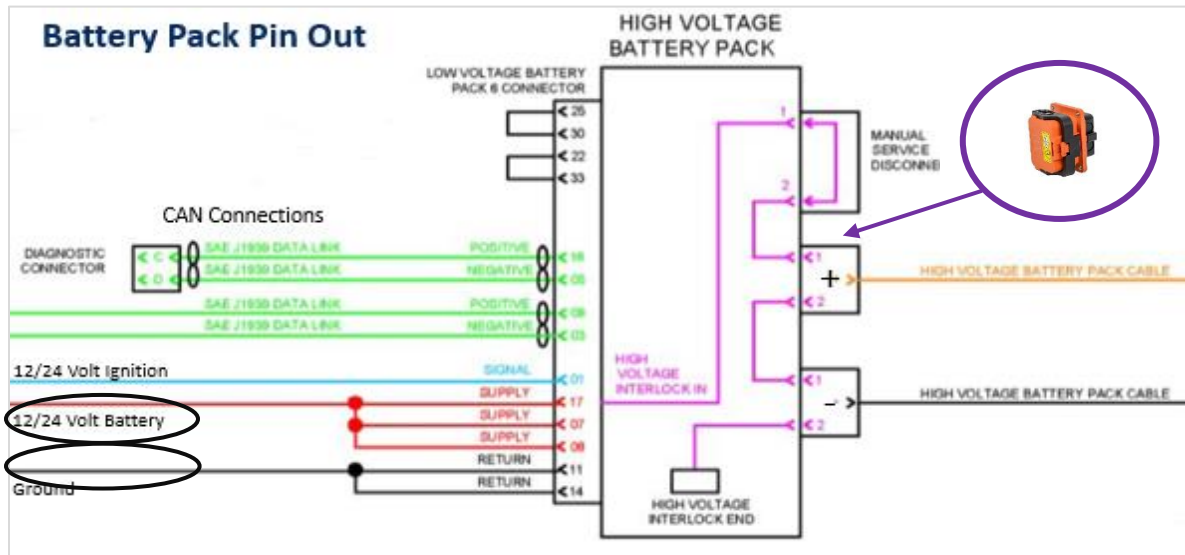 Battery Pack Pin Out
HIGH VOLTAGE
BATTERY PACK
LOW VOLTAGE BATTERY
PACK 6 CONNECTOR
25
30
22
33
1
2
MANUAL
SERVICE
DISCONNE
CAN Connections
DIAGNOSTIC
CONNECTOR
C
D
SAE J1939 DATA LINK
POSITIVE
16
SAE J1939 DATA LINK
NEGATIVE
05
SAE J1939 DATA LINK
POSITIVE
09
SAE J1939 DATA LINK
NEGATIVE
03
1
+
2
HIGH VOLTAGE BATTERY PACK CABLE
12/24 Volt Ignition
SIGNAL
01
HIGH
VOLTAGE
INTERLOCK IN
SUPPLY
17
12/24 Volt Battery
SUPPLY
07
SUPPLY
08
1
-
2
HIGH VOLTAGE BATTERY PACK CABLE
RETURN
11
Ground
RETURN
14
HIGH VOLTAGE
INTERLOCK END